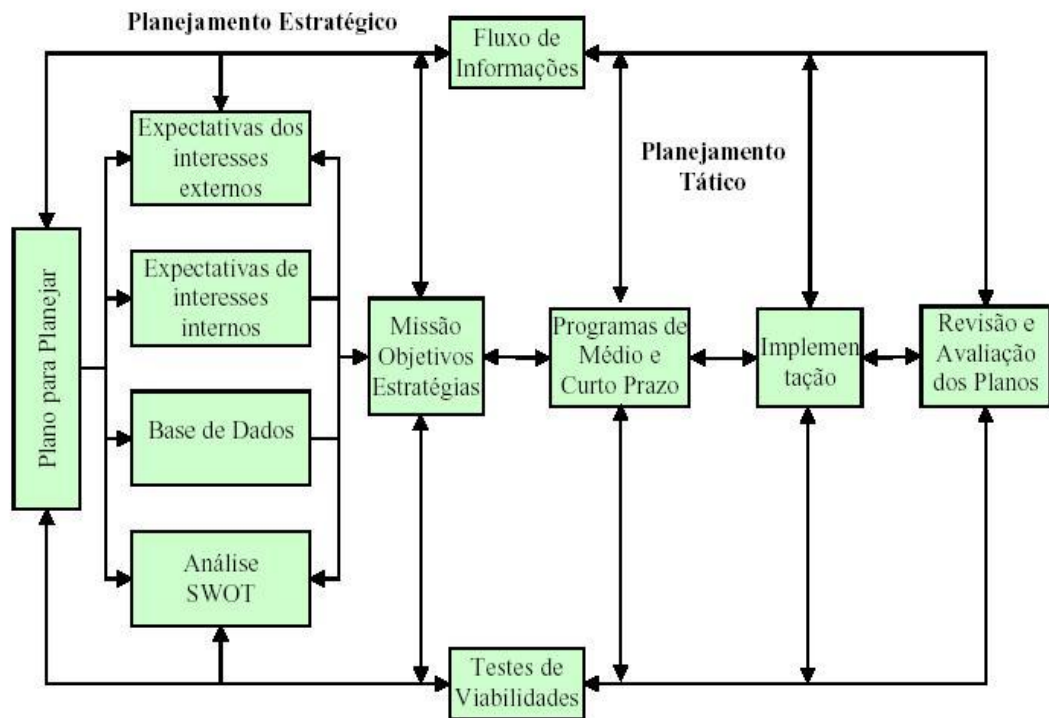 Planejamento Estratégico
Fluxo de
Informações
Expectativas dos
interesses
externos
Planejamento
Tático
Plano para Planejar
Expectativas de
interesses
internos
Missão
Objetivos
Estratégias
Programas de
Médio e
Curto Prazo
Implemen
tação
Revisão e
Avaliação
dos Planos
Base de Dados
Análise
SWOT
Testes de
Viabilidades